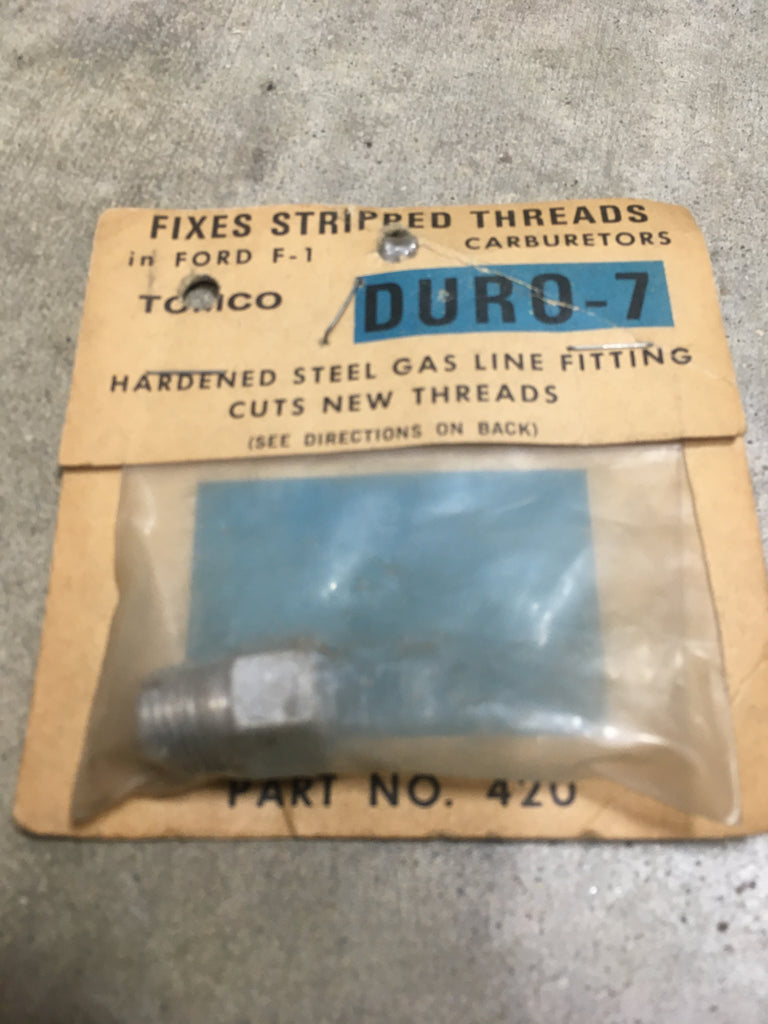 FIXES STRIPPED THREADS
in FORD F-1 CARBURETORS
TOMCO DURO-7
HARDENED STEEL GAS LINE FITTING
CUTS NEW THREADS
(SEE DIRECTIONS ON BACK)
PART NO. 420